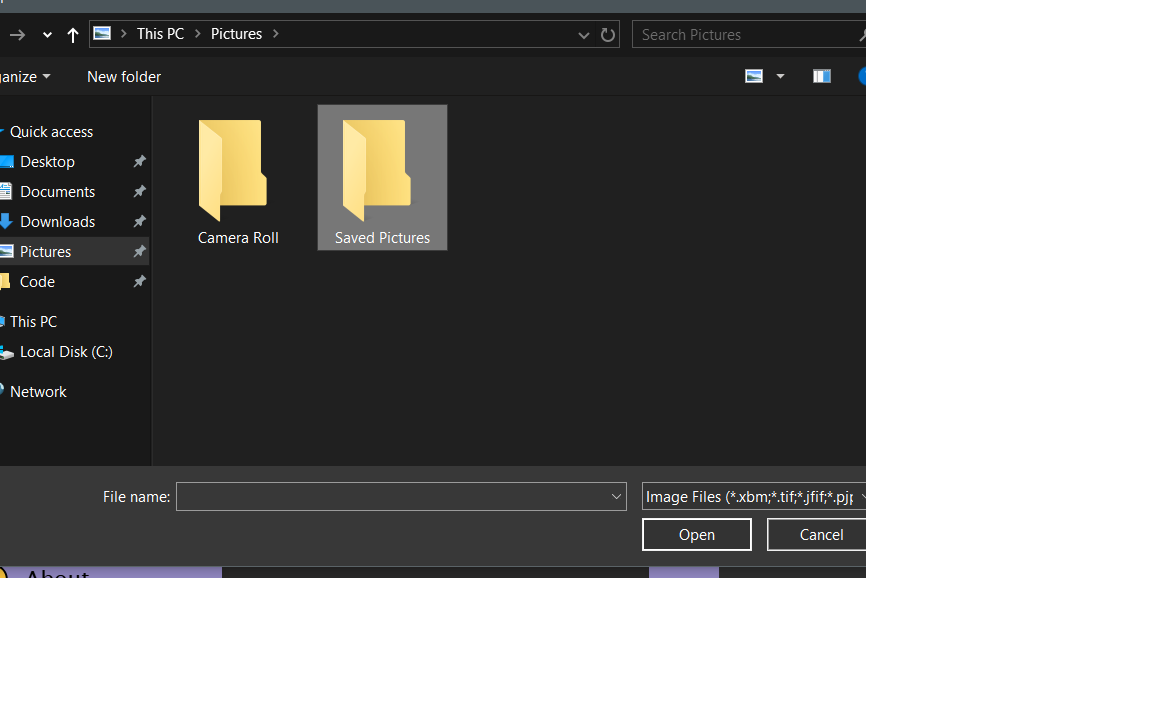 This PC Pictures Search Pictures
anize New folder
Quick access
Desktop
Documents
Downloads
Pictures
Code
This PC
Local Disk (C:)
Network
Camera Roll Saved Pictures
File name: Image Files (*.xbm;*.tif;*.jfif;*.pjp
Open Cancel
About